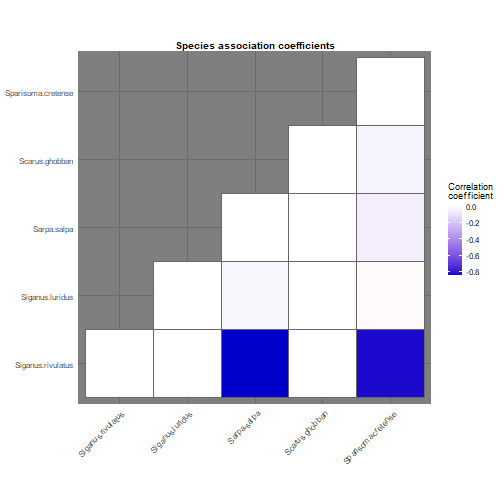 Species association coefficients
Sparisoma.cretense
Scarus.ghobban
Sarpa.salpa
Siganus.luridus
Siganus.rivulatus
Siganus.rivulatus
Siganus.luridus
Sarpa.salpa
Scarus.ghobban
Sparisoma.cretense
Correlation
coefficient
0.0
-0.2
-0.4
-0.6
-0.8